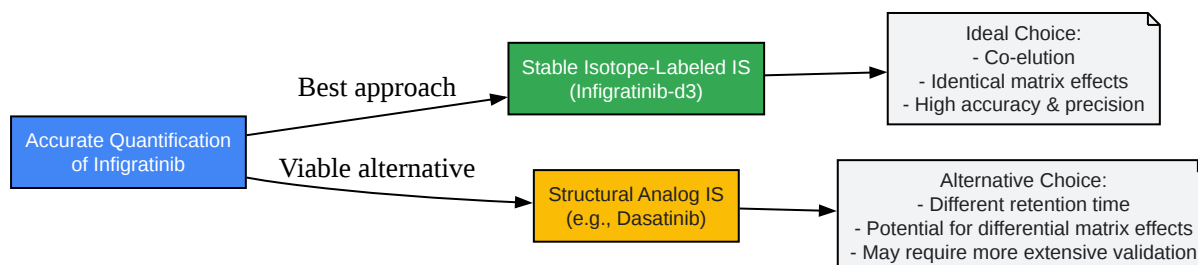 Accurate Quantification
of Infigratinib
Best approach
Viable alternative
Stable Isotope-Labeled IS
(Infigratinib-d3)
Structural Analog IS
(e.g., Dasatinib)
Ideal Choice:
- Co-elution
- Identical matrix effects
- High accuracy & precision
Alternative Choice:
- Different retention time
- Potential for differential matrix effects
- May require more extensive validation